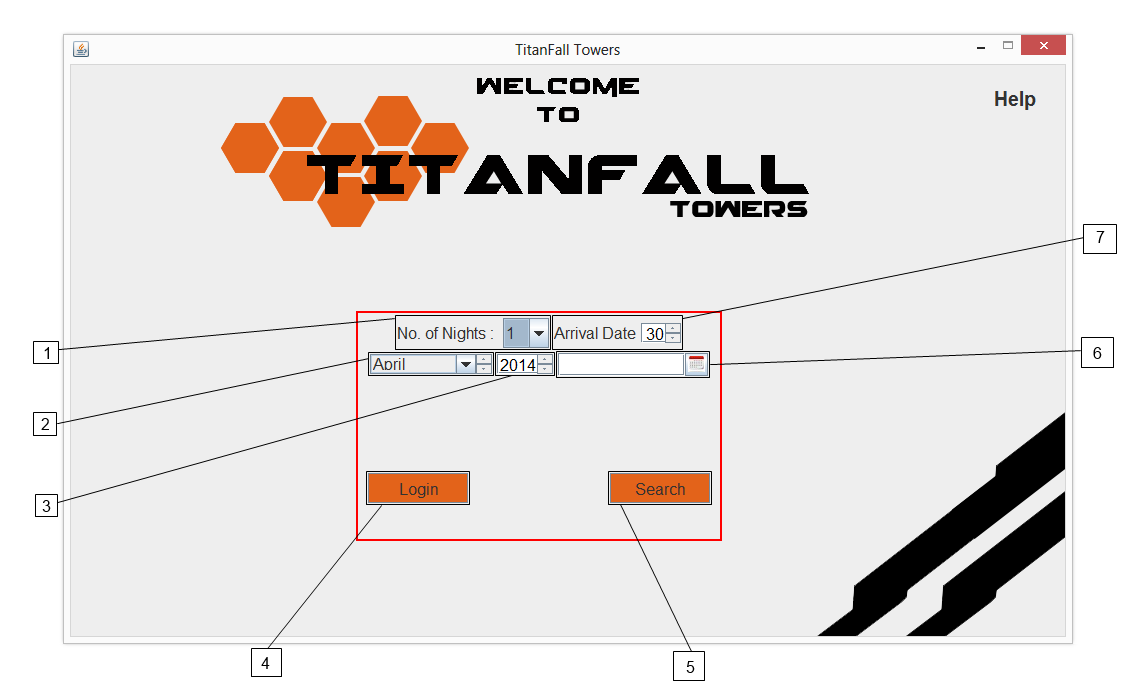 TitanFall Towers
WELCOME
TO
Help
TITANFALL
TOWERS
7
No. of Nights : 1 Arrival Date 30
1
6
April 2014
2
3
Login Search
4
5